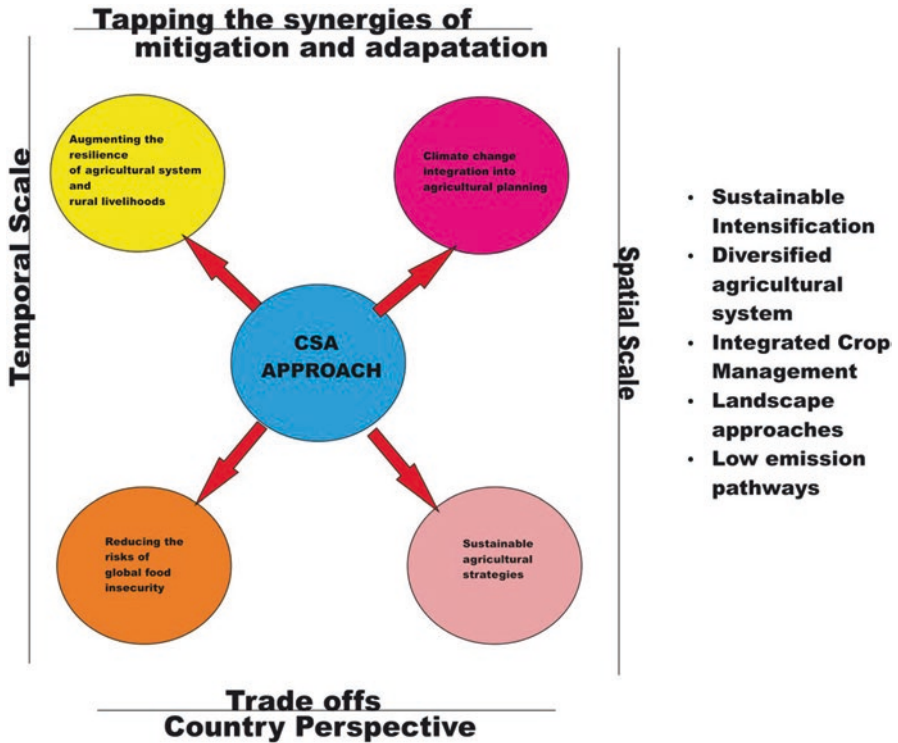 Tapping the synergies of
mitigation and adapatation
Temporal Scale
Augmenting the
resilience
of agricultural system
and
rural livelihoods
Climate change
integration into
agricultural planning
CSA
APPROACH
Reducing the
risks of
global food
insecurity
Sustainable
agricultural
strategies
Spatial Scale
• Sustainable
Intensification
• Diversified
agricultural
system
• Integrated Crop
Management
• Landscape
approaches
• Low emission
pathways
Trade offs
Country Perspective